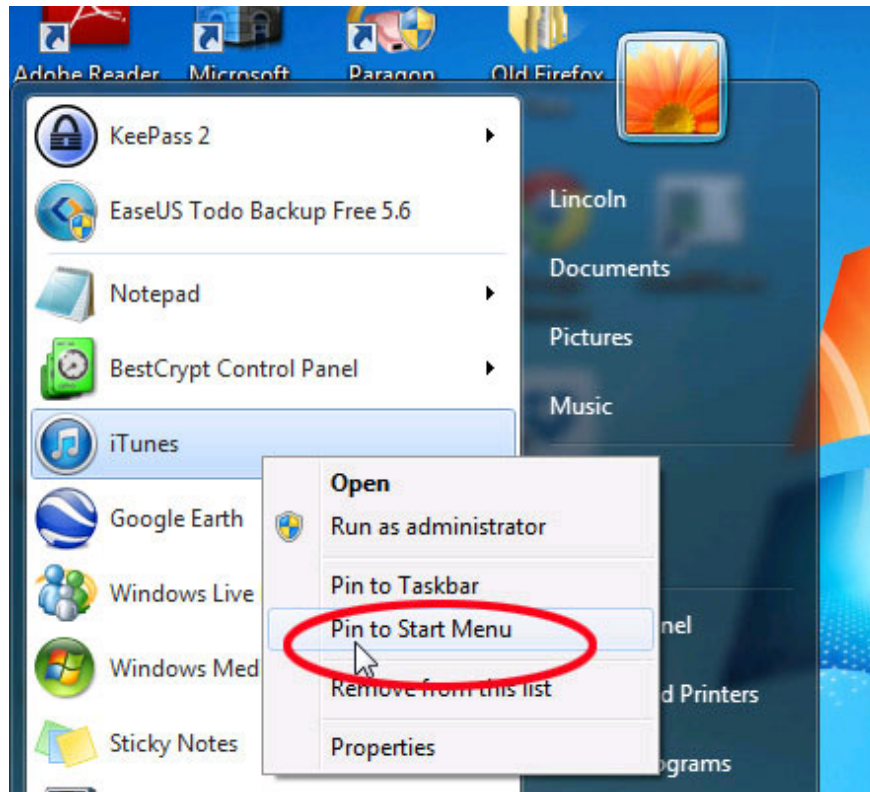 Adobe Reader Microsoft Paragon Old Firefox
KeePass 2
EaseUS Todo Backup Free 5.6
Notepad
BestCrypt Control Panel
iTunes
Google Earth
Windows Live
Windows Med
Sticky Notes
Open
Run as administrator
Pin to Taskbar
Pin to Start Menu
Remove from this list
Properties
Lincoln
Documents
Pictures
Music
nel
d Printers
ograms